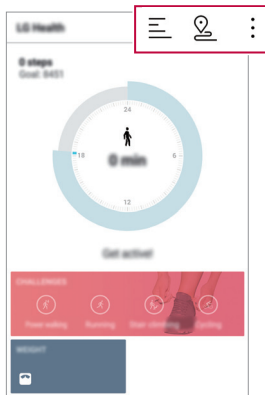 LG Health
0 steps
Goal: 8451
24
18
6
0 min
12
Get active!
CHALLENGES
Power walking Running Stair climbing Cycling
WEIGHT